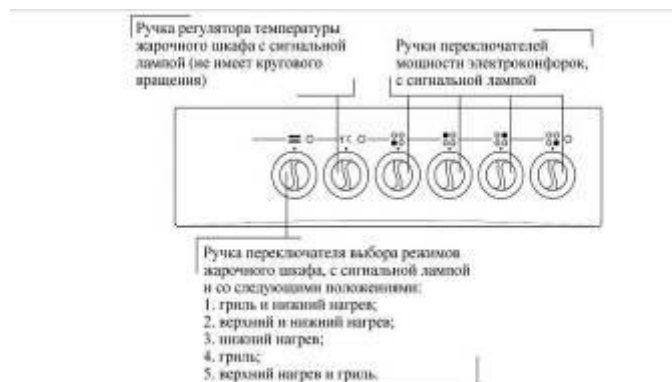 Ручка регулятора температуры
жарочного шкафа с сигнальной
лампой (не имеет кругового
вращения)
Ручки переключателей
мощности электроконфорок,
с сигнальной лампой
Ручка переключателя выбора режимов
жарочного шкафа, с сигнальной лампой
и со следующими положениями:
1. гриль и нижний нагрев;
2. верхний и нижний нагрев;
3. нижний нагрев;
4. гриль;
5. верхний нагрев и гриль.